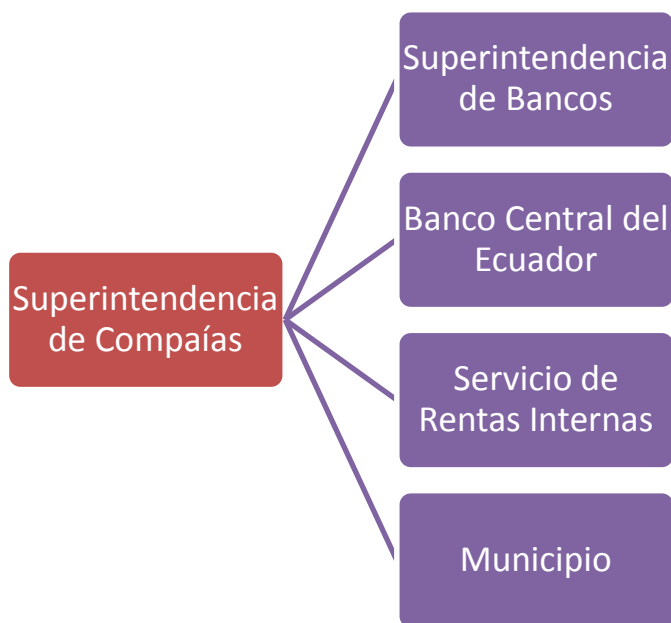 Superintendencia
de Bancos
Banco Central del
Ecuador
Superintendencia
de Compaías
Servicio de
Rentas Internas
Municipio